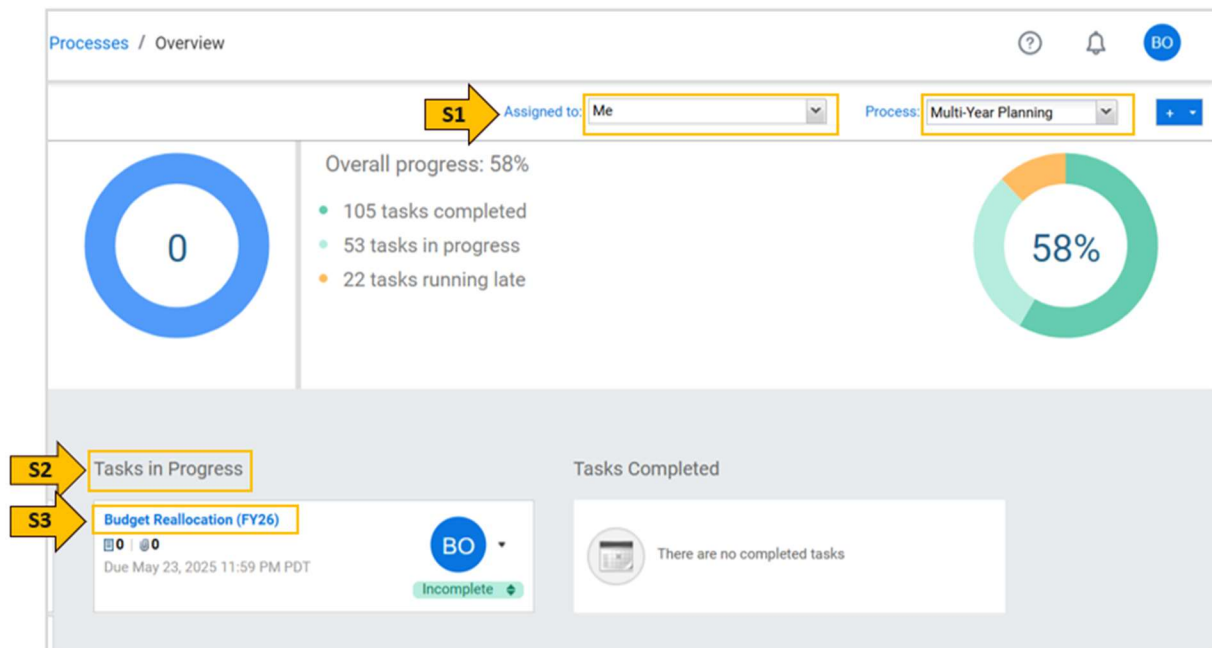 Processes / Overview
BO
S1
Assigned to: Me
Process: Multi-Year Planning
+
0
Overall progress: 58%
105 tasks completed
53 tasks in progress
22 tasks running late
58%
S2
Tasks in Progress
Tasks Completed
S3
Budget Reallocation (FY26)
0 | 0
Due May 23, 2025 11:59 PM PDT
BO
Incomplete
There are no completed tasks